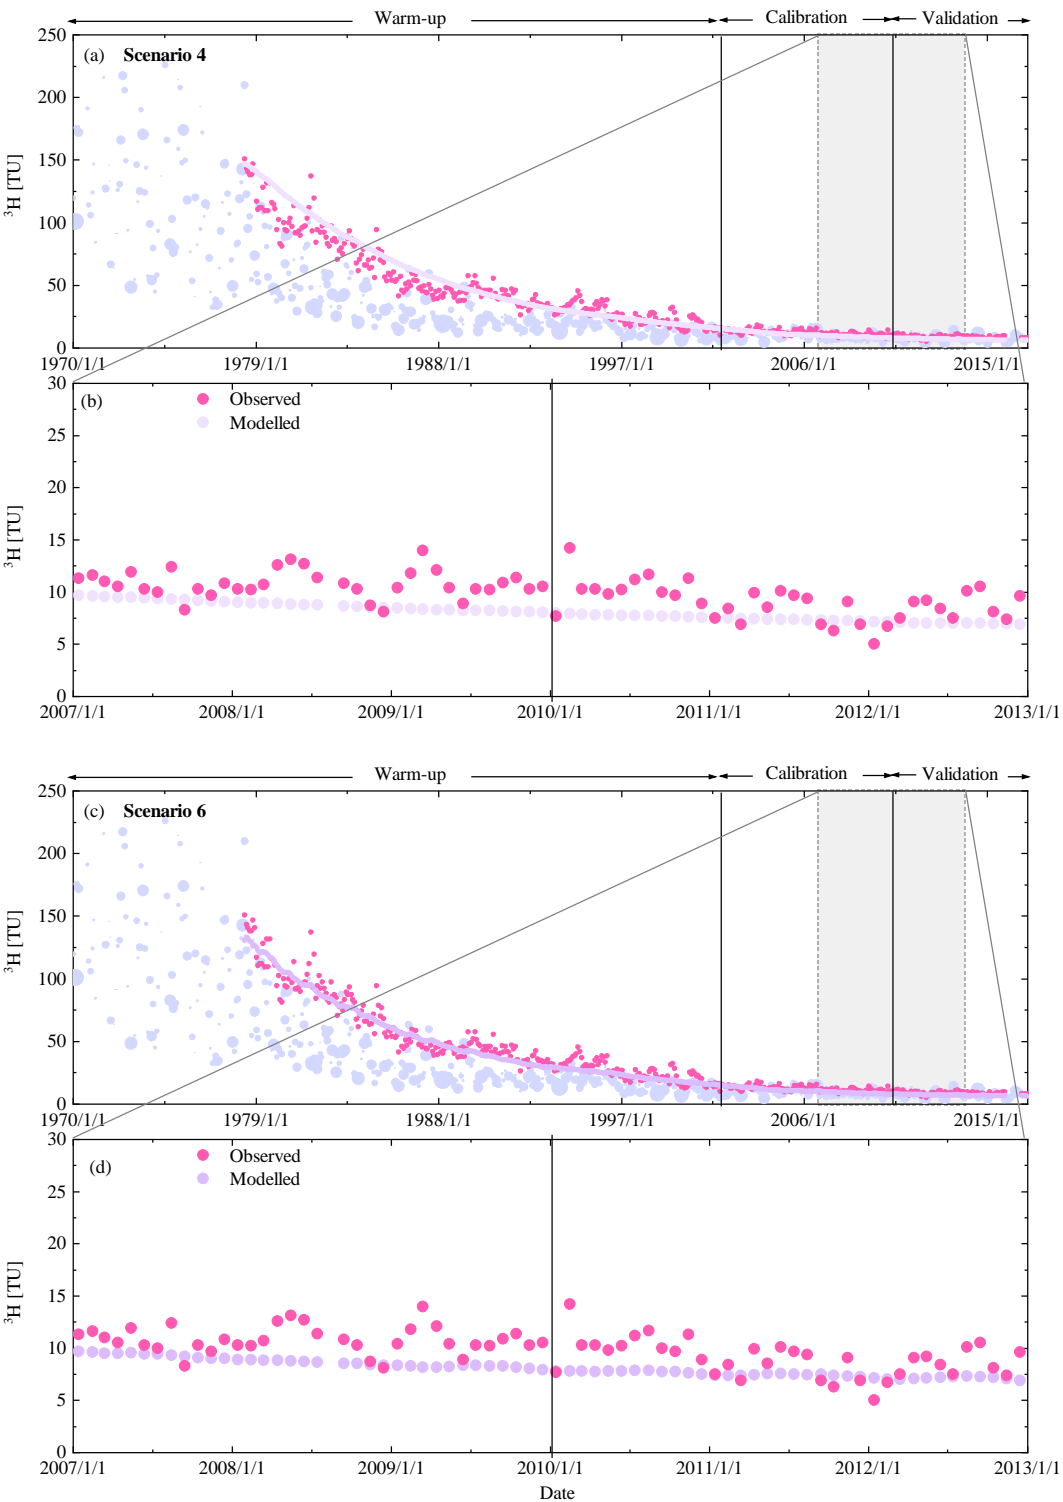 Warm-up Calibration Validation
250
(a) Scenario 4
200
150
³H [TU]
100
50
0
1970/1/1 1979/1/1 1988/1/1 1997/1/1 2006/1/1 2015/1/1
30
(b) Observed
Modelled
25
20
³H [TU]
15
10
5
0
2007/1/1 2008/1/1 2009/1/1 2010/1/1 2011/1/1 2012/1/1 2013/1/1
Warm-up Calibration Validation
250
(c) Scenario 6
200
150
³H [TU]
100
50
0
1970/1/1 1979/1/1 1988/1/1 1997/1/1 2006/1/1 2015/1/1
30
(d) Observed
Modelled
25
20
³H [TU]
15
10
5
0
2007/1/1 2008/1/1 2009/1/1 2010/1/1 2011/1/1 2012/1/1 2013/1/1
Date